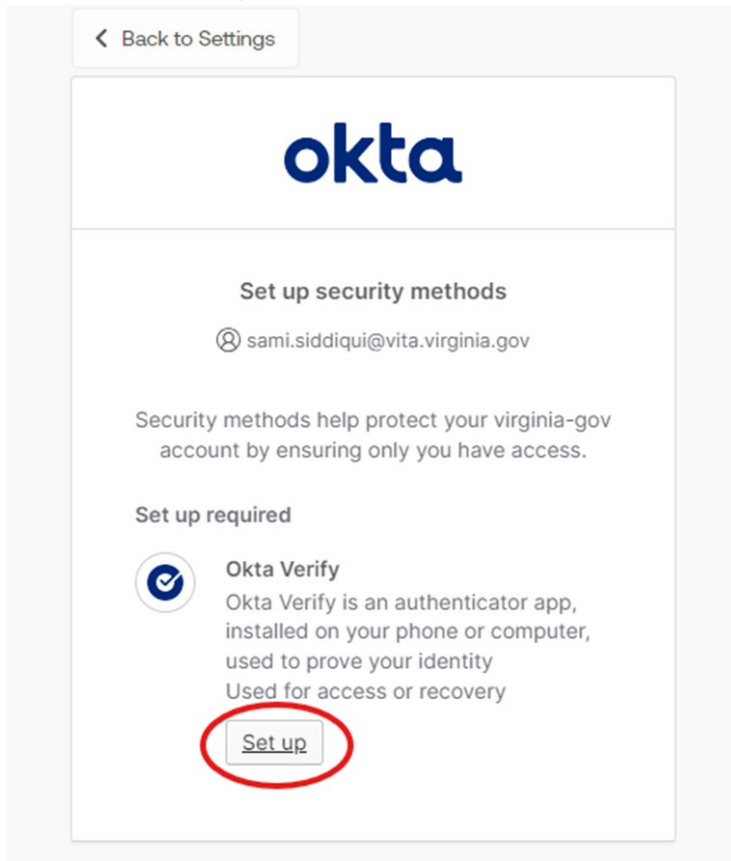 Back to Settings
okta
Set up security methods
sami.siddiqui@vita.virginia.gov
Security methods help protect your virginia-gov
account by ensuring only you have access.
Set up required
Okta Verify
Okta Verify is an authenticator app,
installed on your phone or computer,
used to prove your identity
Used for access or recovery
Set up